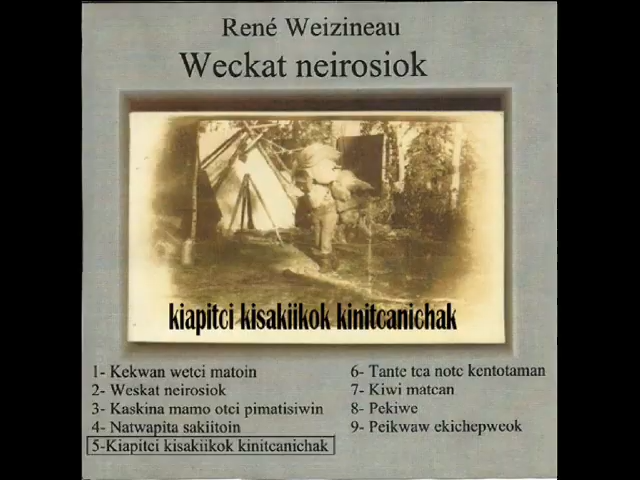 René Weizineau
Weckat neirosiok
kiapitci kisakiikok kinitcanichak
1- Kekwan wetci matoin
2- Weskat neirosiok
3- Kaskina mamo otci pimatisiwin
4- Natwapita sakiitoin
5-Kiapitci kisakiikok kinitcanichak
6- Tante tca notc kentotaman
7- Kiwi matcan
8- Pekiwe
9- Peikwaw ekichepweok